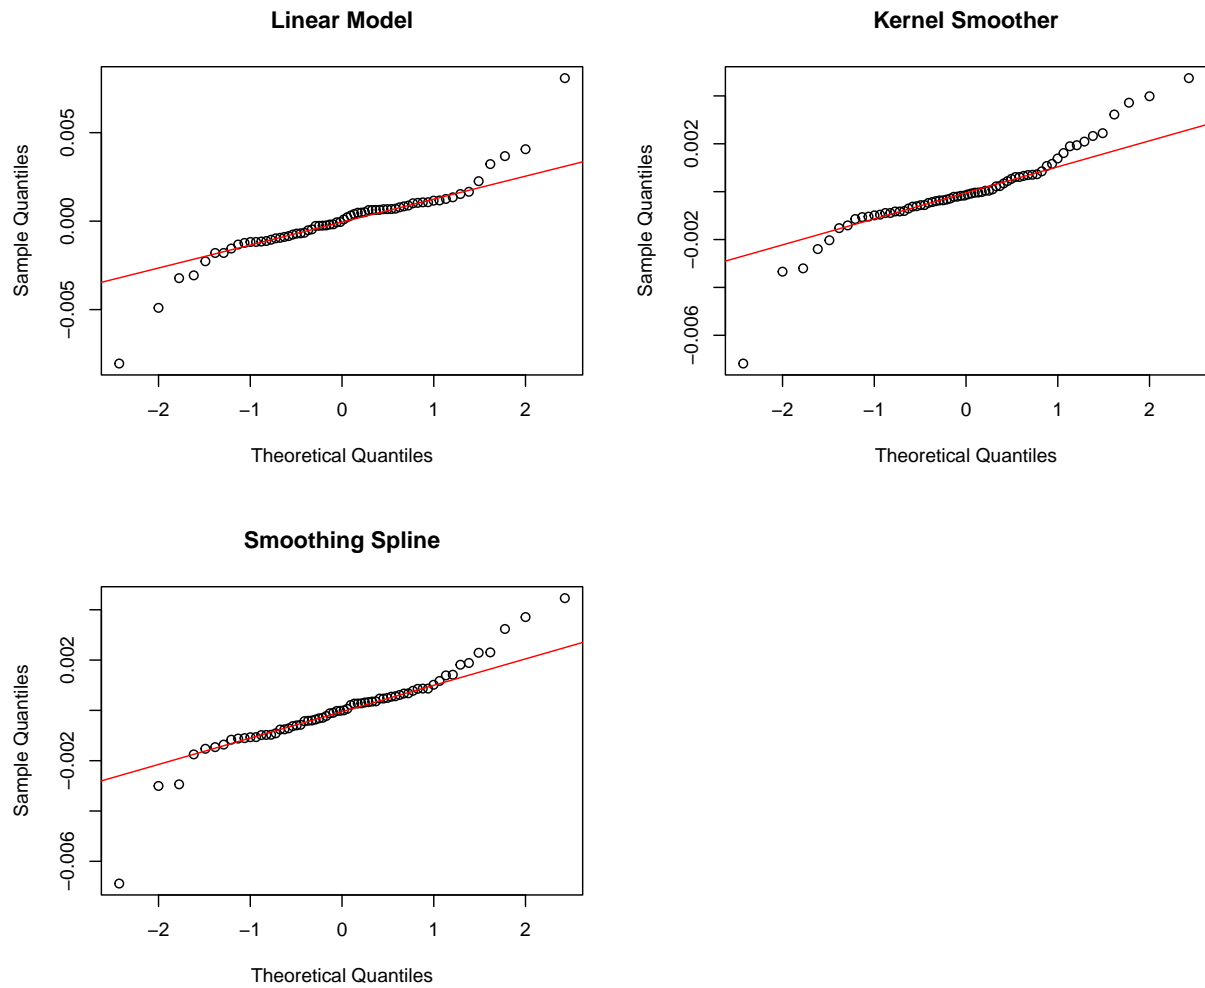 Linear Model
Sample Quantiles
0.005
0.000
−0.005
−2 −1 0 1 2
Theoretical Quantiles
Kernel Smoother
Sample Quantiles
0.002
−0.002
−0.006
−2 −1 0 1 2
Theoretical Quantiles
Smoothing Spline
Sample Quantiles
0.002
−0.002
−0.006
−2 −1 0 1 2
Theoretical Quantiles